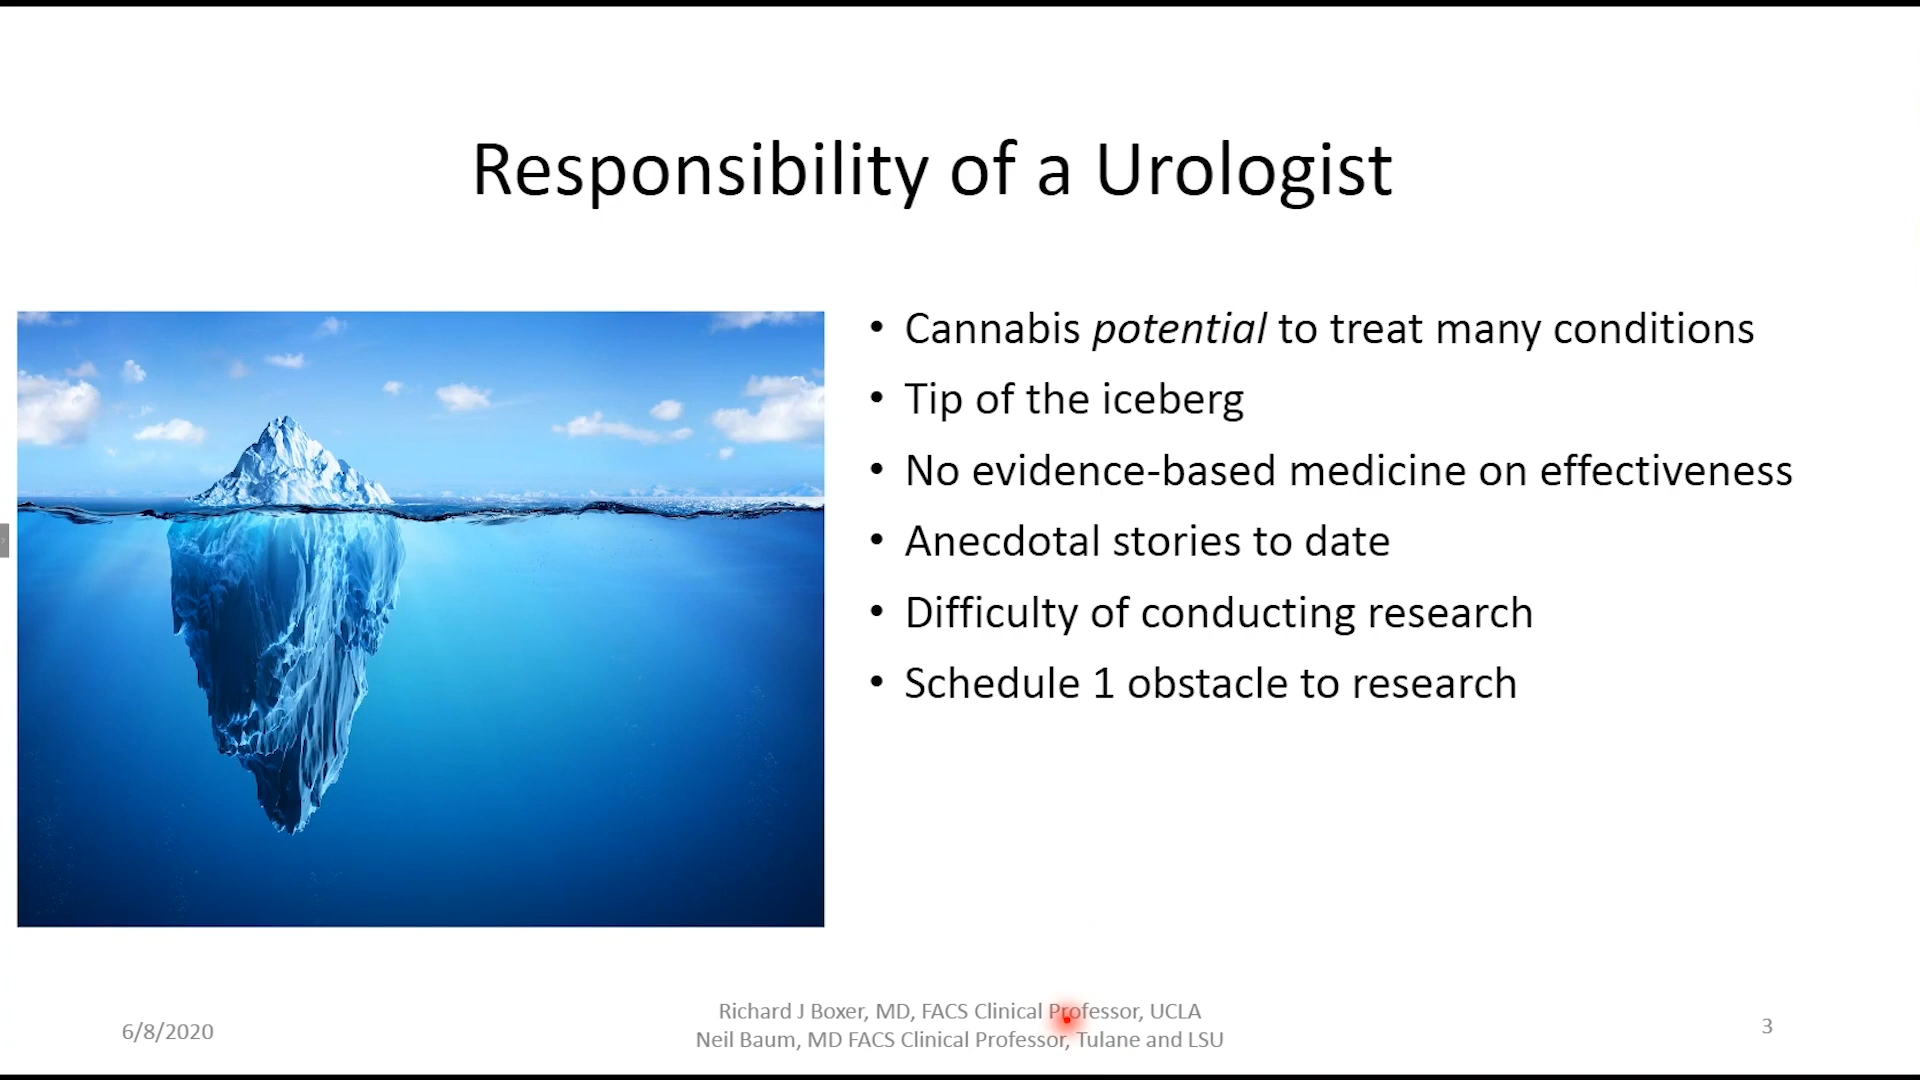 Responsibility of a Urologist
• Cannabis potential to treat many conditions
• Tip of the iceberg
• No evidence-based medicine on effectiveness
• Anecdotal stories to date
• Difficulty of conducting research
• Schedule 1 obstacle to research
6/8/2020
Richard J Boxer, MD, FACS Clinical Professor, UCLA
Neil Baum, MD FACS Clinical Professor, Tulane and LSU
3